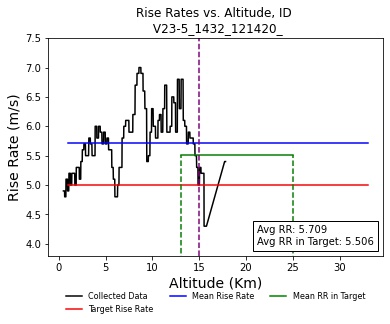 Rise Rates vs. Altitude, ID
V23-5_1432_121420_
Rise Rate (m/s)
7.5
7.0
6.5
6.0
5.5
5.0
4.5
4.0
Avg RR: 5.709
Avg RR in Target: 5.506
0 5 10 15 20 25 30
Altitude (Km)
Collected Data
Target Rise Rate
Mean Rise Rate
Mean RR in Target